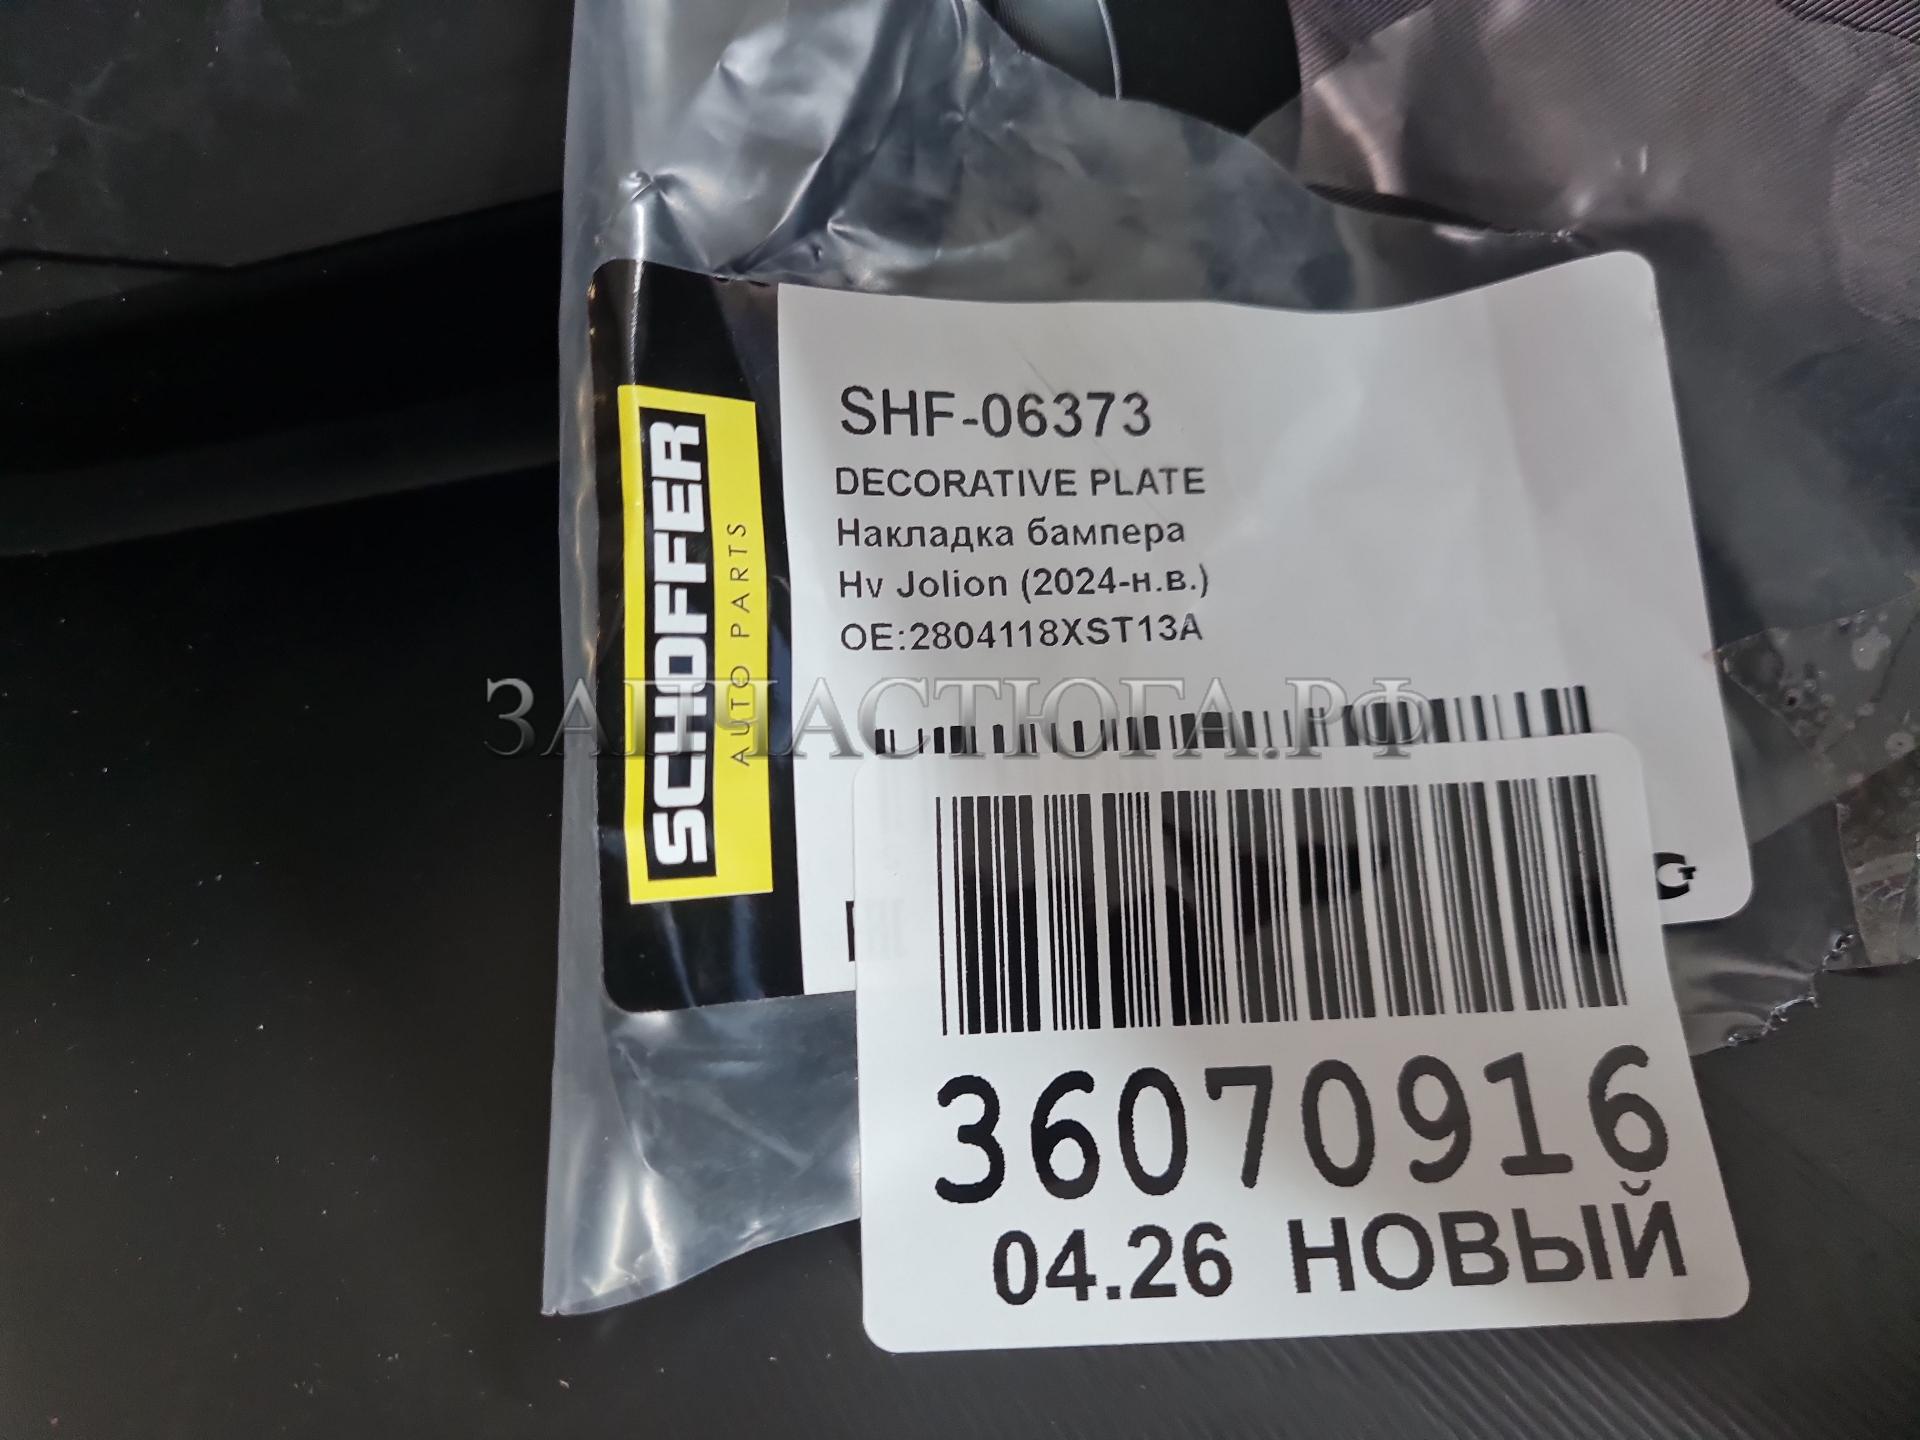 SCHOFFER
AUTO PARTS
SHF-06373
DECORATIVE PLATE
Накладка бампера
Hv Jolion (2024-н.в.)
OE:2804118XST13A
ЗАПЧАСТЮГА.РФ
36070916
04.26 НОВЫЙ